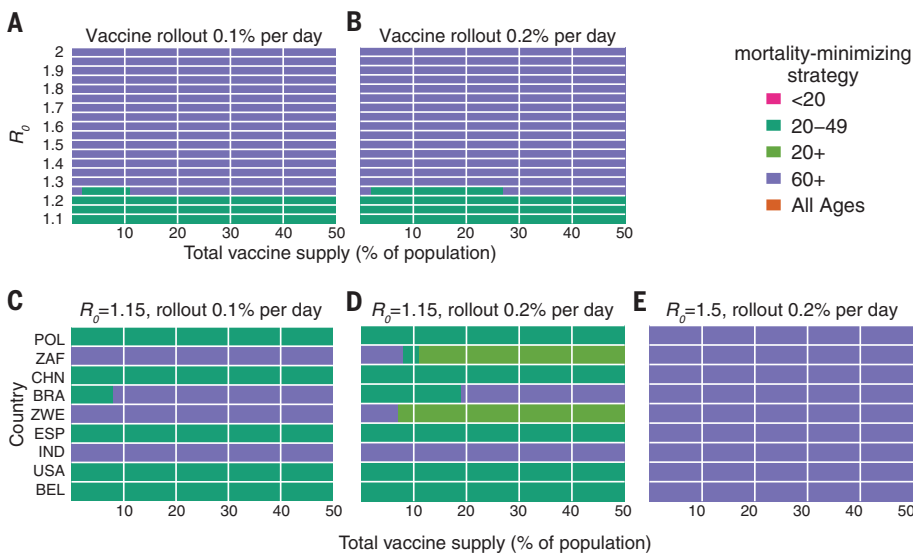 A
B
Vaccine rollout 0.1% per day
Vaccine rollout 0.2% per day
R0
2
1.9
1.8
1.7
1.6
1.5
1.4
1.3
1.2
1.1
10 20 30 40 50
10 20 30 40 50
Total vaccine supply (% of population)
mortality-minimizing
strategy
<20
20–49
20+
60+
All Ages
C
D
E
R0=1.15, rollout 0.1% per day
R0=1.15, rollout 0.2% per day
R0=1.5, rollout 0.2% per day
Country
POL
ZAF
CHN
BRA
ZWE
ESP
IND
USA
BEL
10 20 30 40 50
10 20 30 40 50
10 20 30 40 50
Total vaccine supply (% of population)